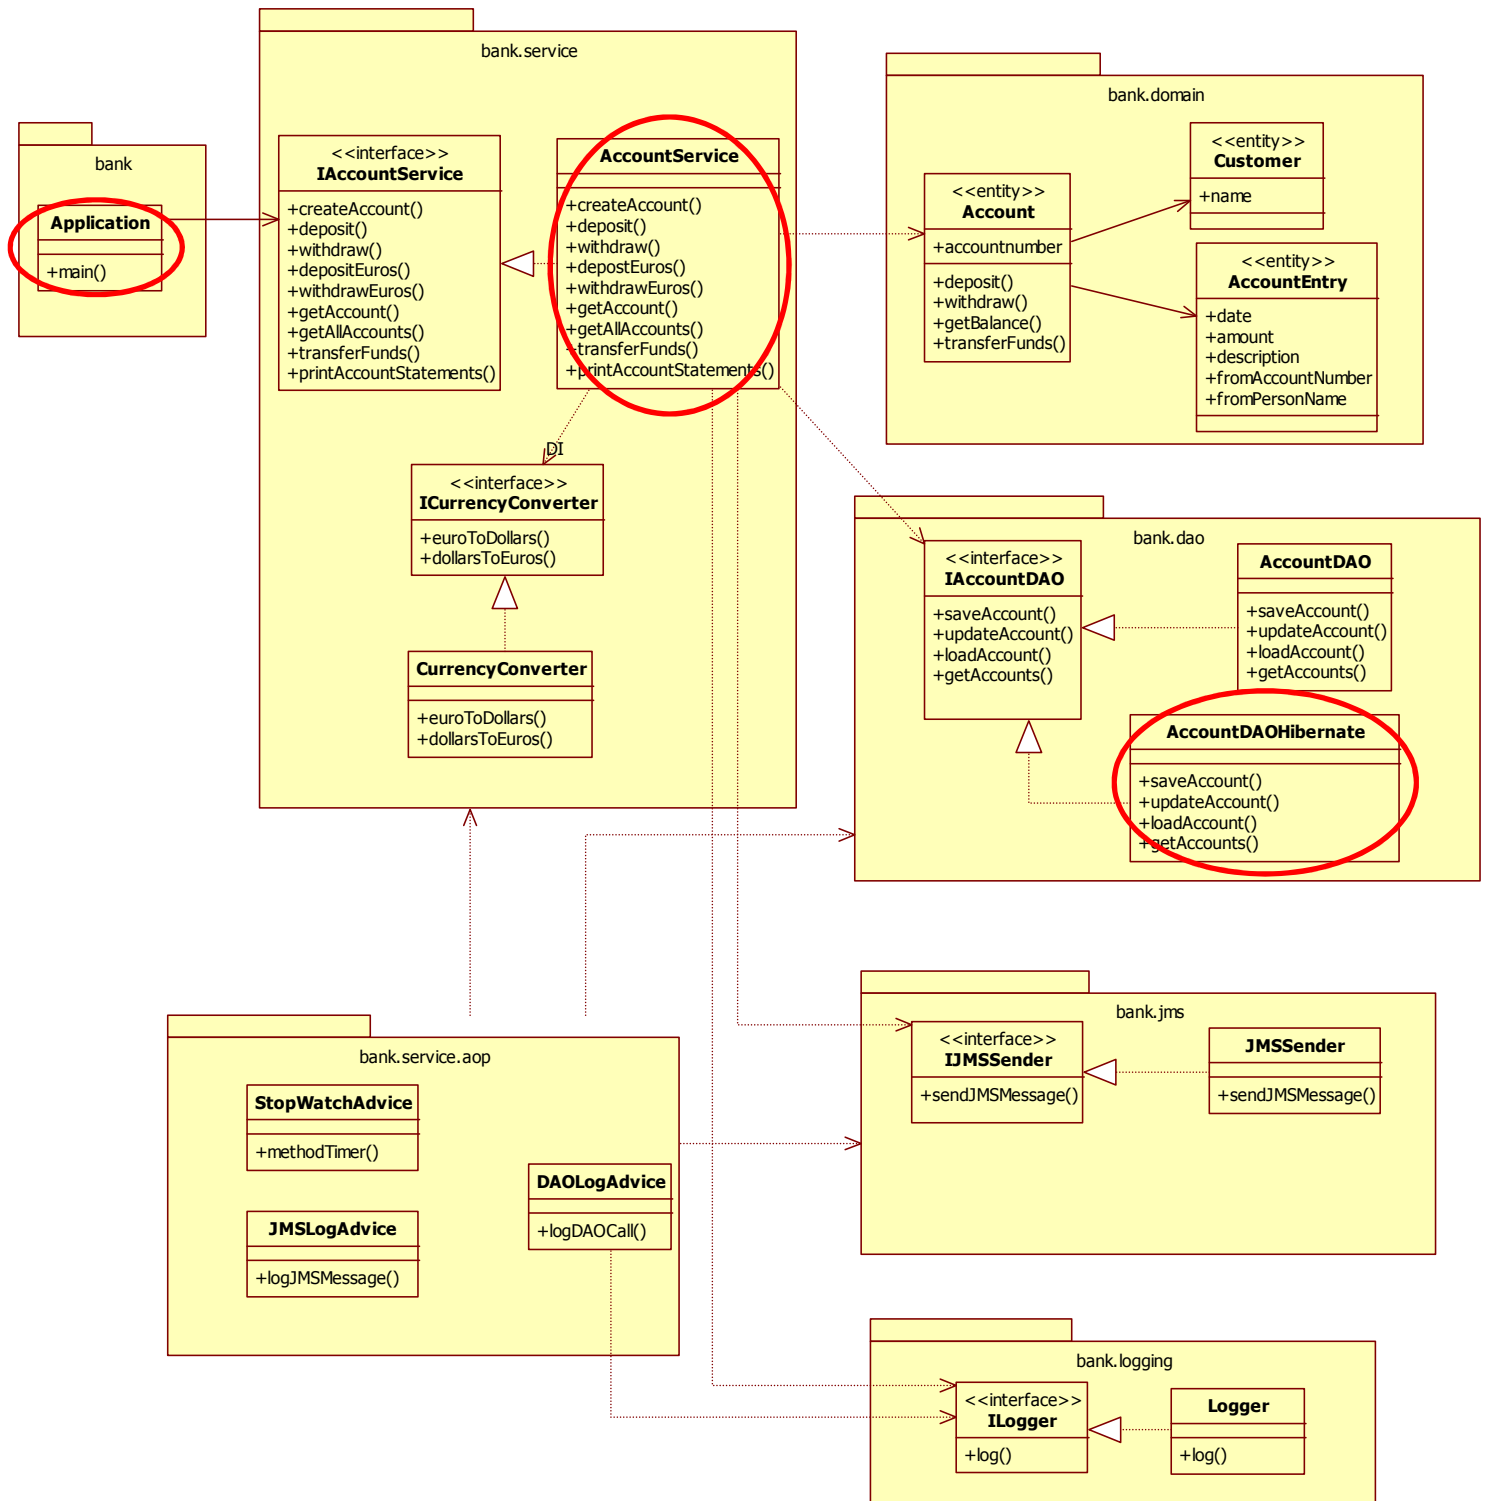 bank
Application
+main()
bank.service
<<interface>>
IAccountService
+createAccount()
+deposit()
+withdraw()
+depositEuros()
+withdrawEuros()
+getAccount()
+getAllAccounts()
+transferFunds()
+printAccountStatements()
AccountService
+createAccount()
+deposit()
+withdraw()
+depostEuros()
+withdrawEuros()
+getAccount()
+getAllAccounts()
+transferFunds()
+printAccountStatements()
DI
<<interface>>
ICurrencyConverter
+euroToDollars()
+dollarsToEuros()
CurrencyConverter
+euroToDollars()
+dollarsToEuros()
bank.domain
<<entity>>
Account
+accountnumber
+deposit()
+withdraw()
+getBalance()
+transferFunds()
<<entity>>
Customer
+name
<<entity>>
AccountEntry
+date
+amount
+description
+fromAccountNumber
+fromPersonName
bank.dao
<<interface>>
IAccountDAO
+saveAccount()
+updateAccount()
+loadAccount()
+getAccounts()
AccountDAO
+saveAccount()
+updateAccount()
+loadAccount()
+getAccounts()
AccountDAOHibernate
+saveAccount()
+updateAccount()
+loadAccount()
+getAccounts()
bank.service.aop
StopWatchAdvice
+methodTimer()
DAOLogAdvice
+logDAOCall()
JMSLogAdvice
+logJMSMessage()
bank.jms
<<interface>>
IJMSSender
+sendJMSMessage()
JMSSender
+sendJMSMessage()
bank.logging
<<interface>>
ILogger
+log()
Logger
+log()